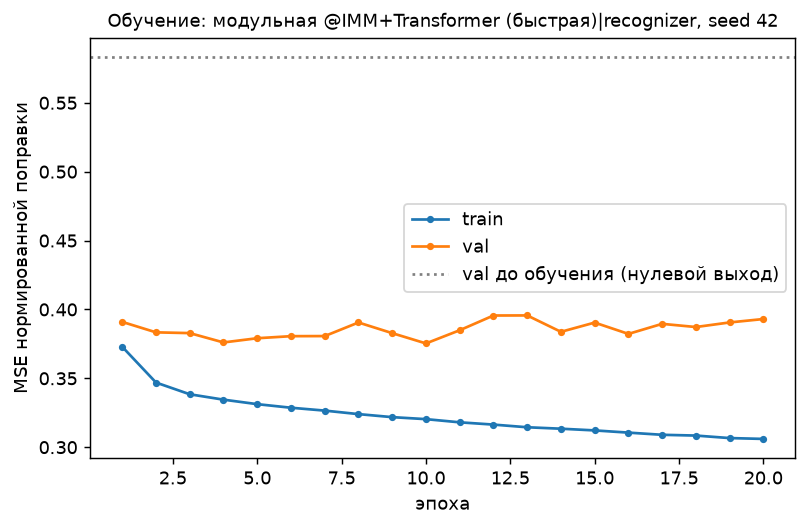 Обучение: модульная @IMM+Transformer (быстрая)|recognizer, seed 42
MSE нормированной поправки
0.55
0.50
0.45
0.40
0.35
0.30
train
val
val до обучения (нулевой выход)
2.5 5.0 7.5 10.0 12.5 15.0 17.5 20.0
эпоха